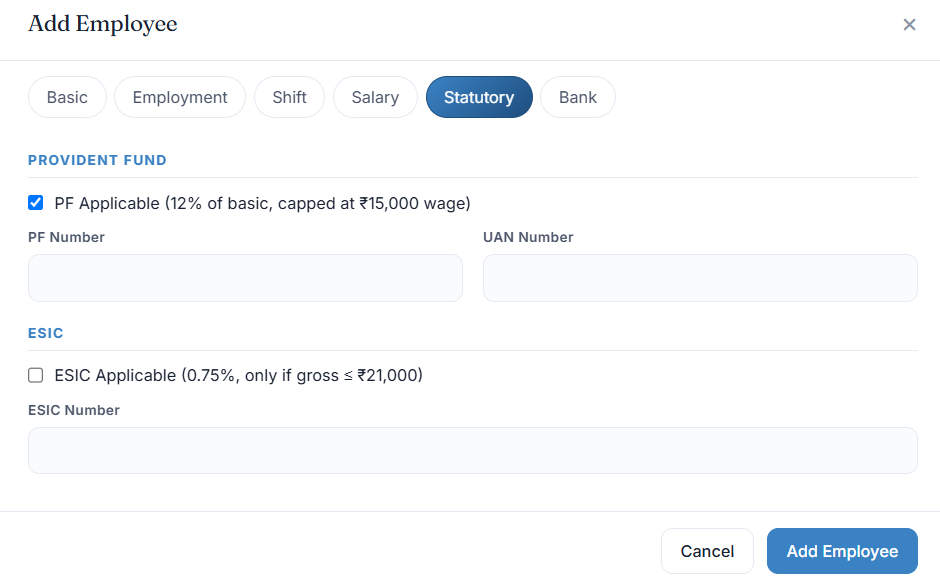 Add Employee
×
Basic Employment Shift Salary Statutory Bank
PROVIDENT FUND
PF Applicable (12% of basic, capped at ₹15,000 wage)
PF Number UAN Number
ESIC
ESIC Applicable (0.75%, only if gross ≤ ₹21,000)
ESIC Number
Cancel Add Employee